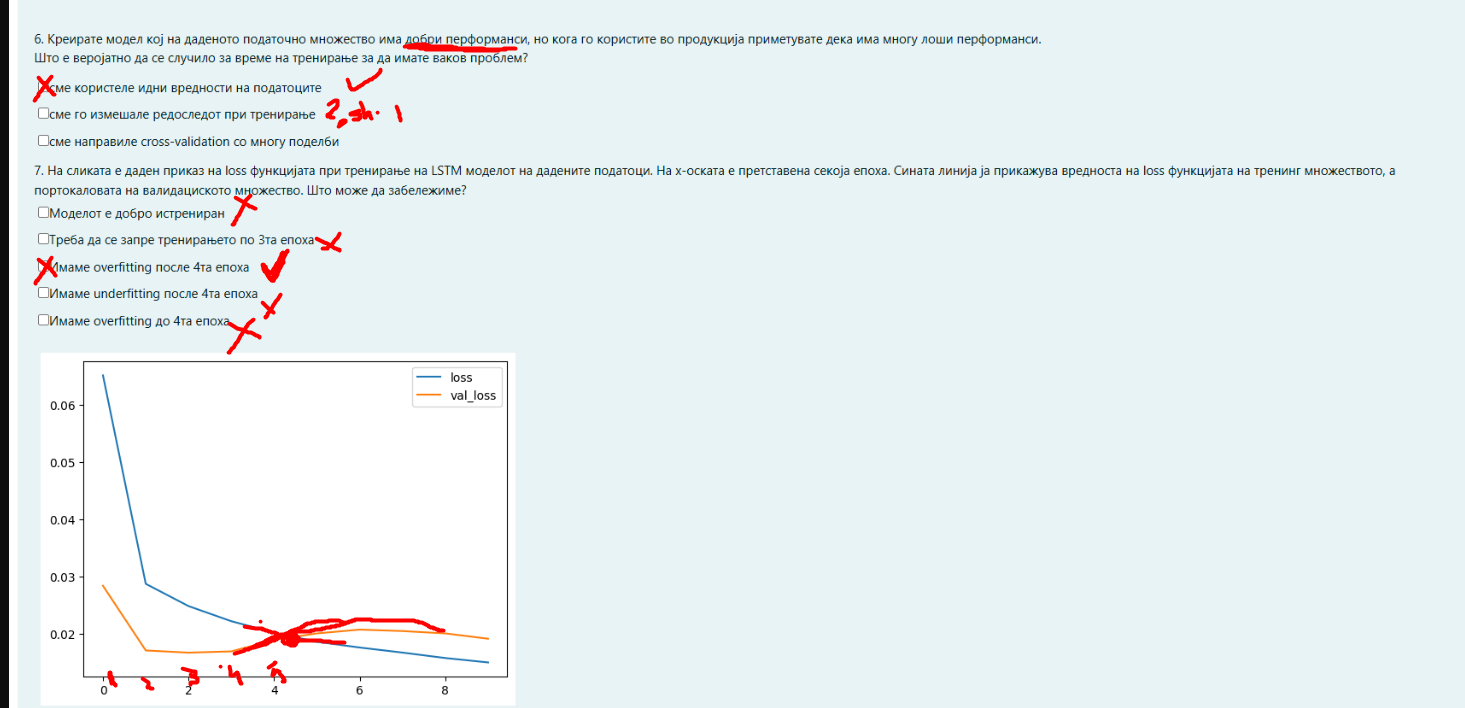 6. Креирате модел кој на даденото податочно множество има добри перформанси, но кога го користите во продукција приметувате дека има многу лоши перформанси.
Што е веројатно да се случило за време на тренирање за да имате ваков проблем?
сме користеле идни вредности на податоците
сме го измешале редоследот при тренирање
сме направиле cross-validation со многу поделби
7. На сликата е даден приказ на loss функцијата при тренирање на LSTM моделот на дадените податоци. На x-оската е претставена секоја епоха. Сината линија ја прикажува вредноста на loss функцијата на тренинг множеството, а
портокаловата на валидациското множество. Што може да забележиме?
Моделот е добро истрениран
Треба да се запре тренирањето по 3та епоха
Имаме overfitting после 4та епоха
Имаме underfitting после 4та епоха
Имаме overfitting до 4та епоха
loss
val_loss
0.06
0.05
0.04
0.03
0.02
0 2 4 6 8